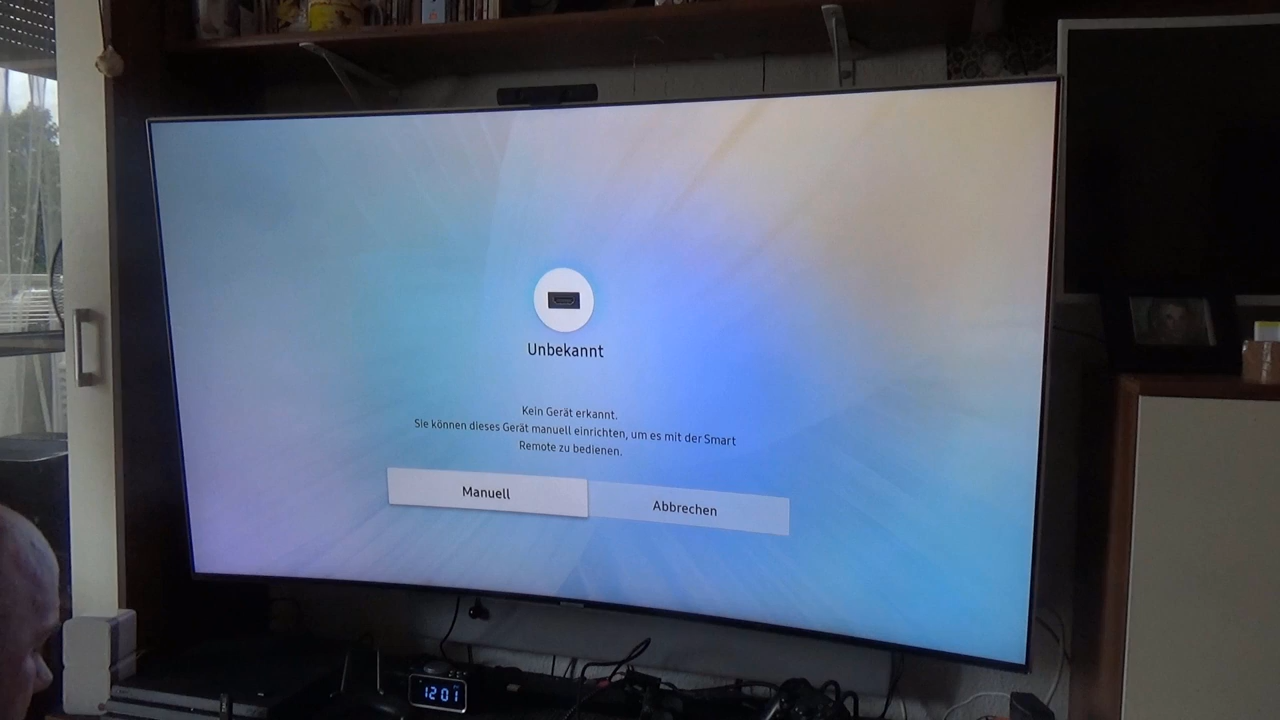 Unbekannt
Kein Gerät erkannt.
Sie können dieses Gerät manuell einrichten, um es mit der Smart
Remote zu bedienen.
Manuell
Abbrechen
12:01